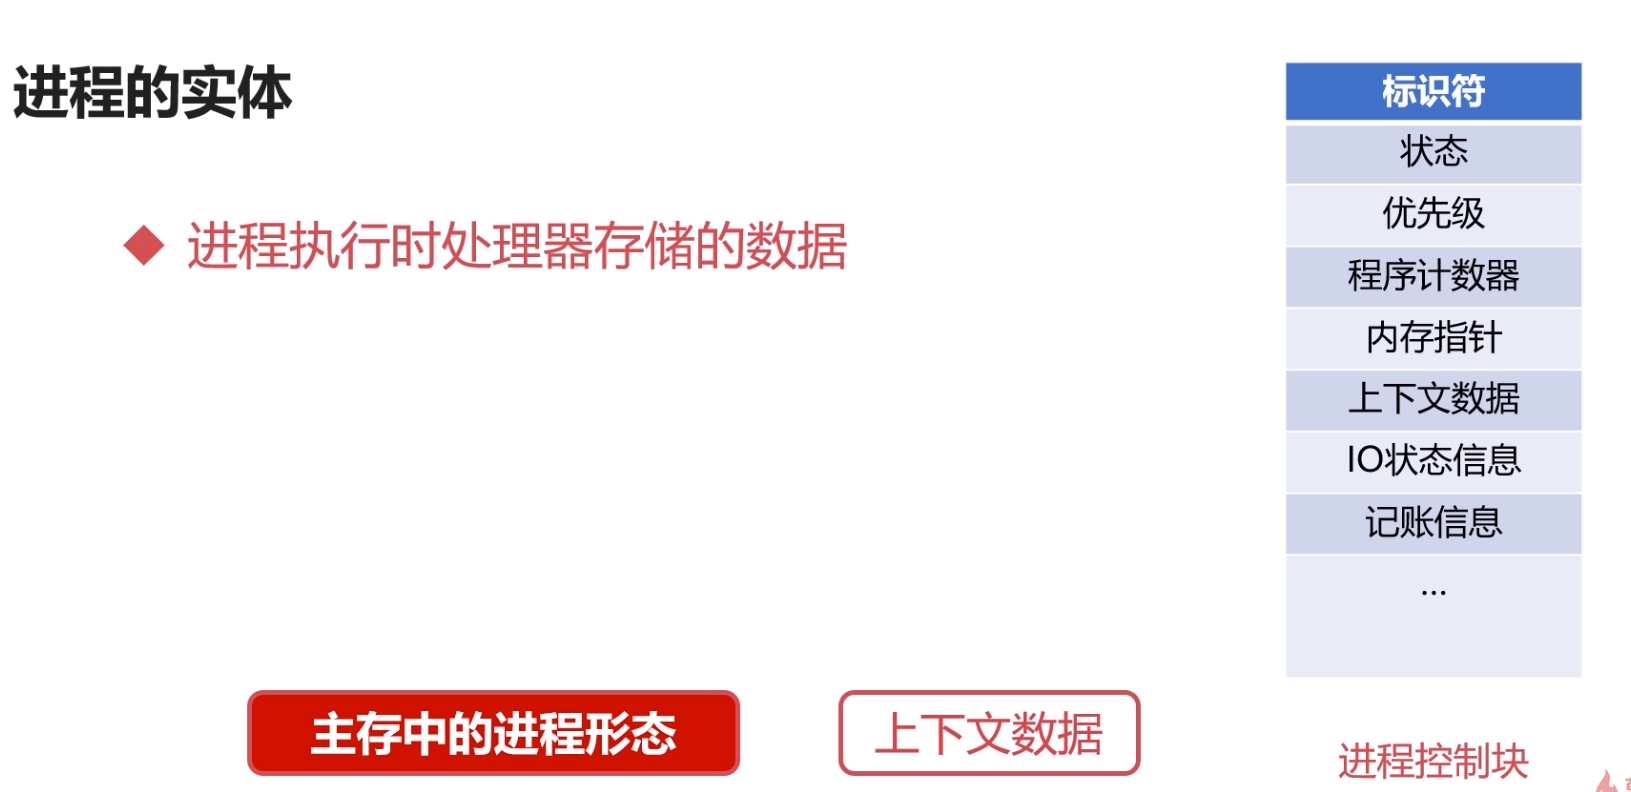 进程的实体
进程执行时处理器存储的数据
标识符
状态
优先级
程序计数器
内存指针
上下文数据
IO状态信息
记账信息
...
主存中的进程形态
上下文数据
进程控制块